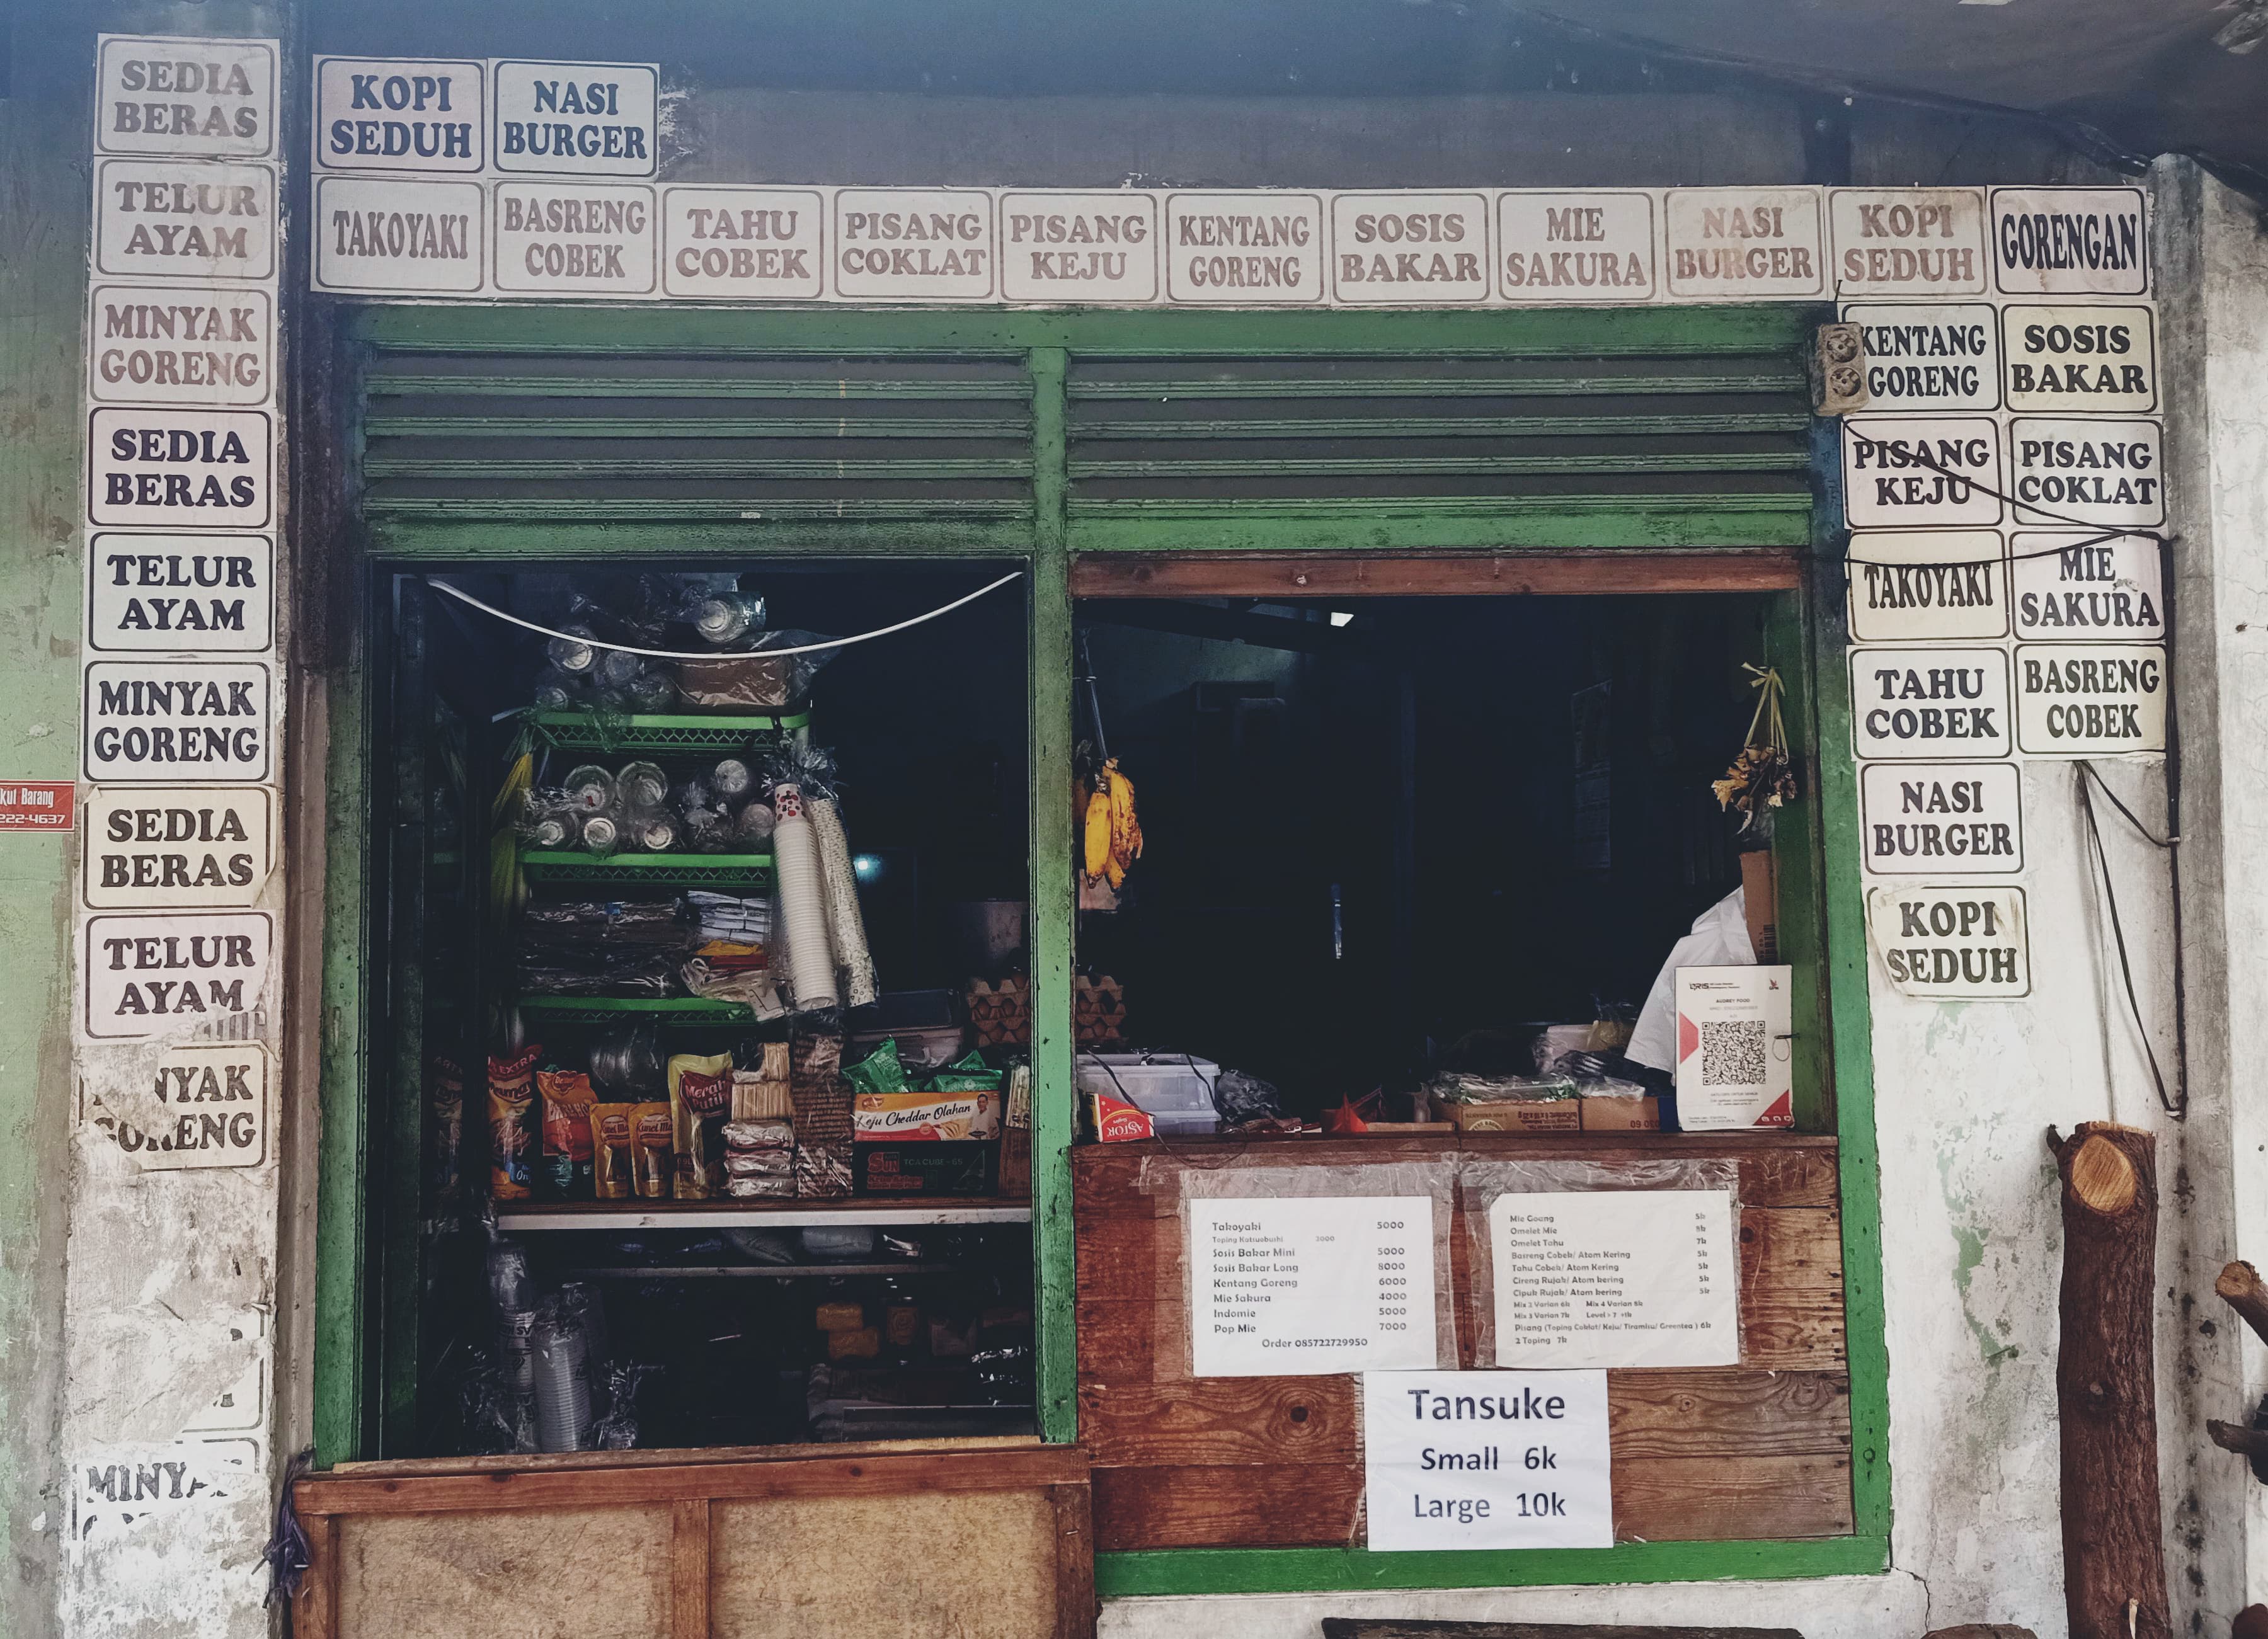 SEDIA
BERAS
TELUR
AYAM
MINYAK
GORENG
SEDIA
BERAS
TELUR
AYAM
MINYAK
GORENG
SEDIA
BERAS
TELUR
AYAM
NYAK
GORENG
MINYA
KOPI
SEDUH
NASI
BURGER
TAKOYAKI
BASRENG
COBEK
TAHU
COBEK
PISANG
COKLAT
PISANG
KEJU
KENTANG
GORENG
SOSIS
BAKAR
MIE
SAKURA
NASI
BURGER
KOPI
SEDUH
GORENGAN
KENTANG
GORENG
SOSIS
BAKAR
PISANG
KEJU
PISANG
COKLAT
TAKOYAKI
MIE
SAKURA
TAHU
COBEK
BASRENG
COBEK
NASI
BURGER
KOPI
SEDUH
kut Barang
222-4637
EXTRA
Keju Cheddar Olahan
SUN
ASTOR
QRIS
AUDREY FOOD
Takoyaki 5000
Toping Katsuobushi 3000
Sosis Bakar Mini 5000
Sosis Bakar Long 8000
Kentang Goreng 6000
Mie Sakura 4000
Indomie 5000
Pop Mie 7000
Order 085722729950
Mie Goang 5k
Omelet Mie 8k
Omelet Tahu 7k
Basreng Cobek/ Atom Kering 5k
Tahu Cobek/ Atom Kering 5k
Cireng Rujak/ Atom kering 5k
Cipuk Rujak/ Atom kering 5k
Mix 2 Varian 6k Mix 4 Varian 8k
Mix 3 Varian 7k Level > 7 +1k
Pisang (Toping Coklat/ Keju/ Tiramisu/ Greentea ) 6k
2 Toping 7k
Tansuke
Small 6k
Large 10k